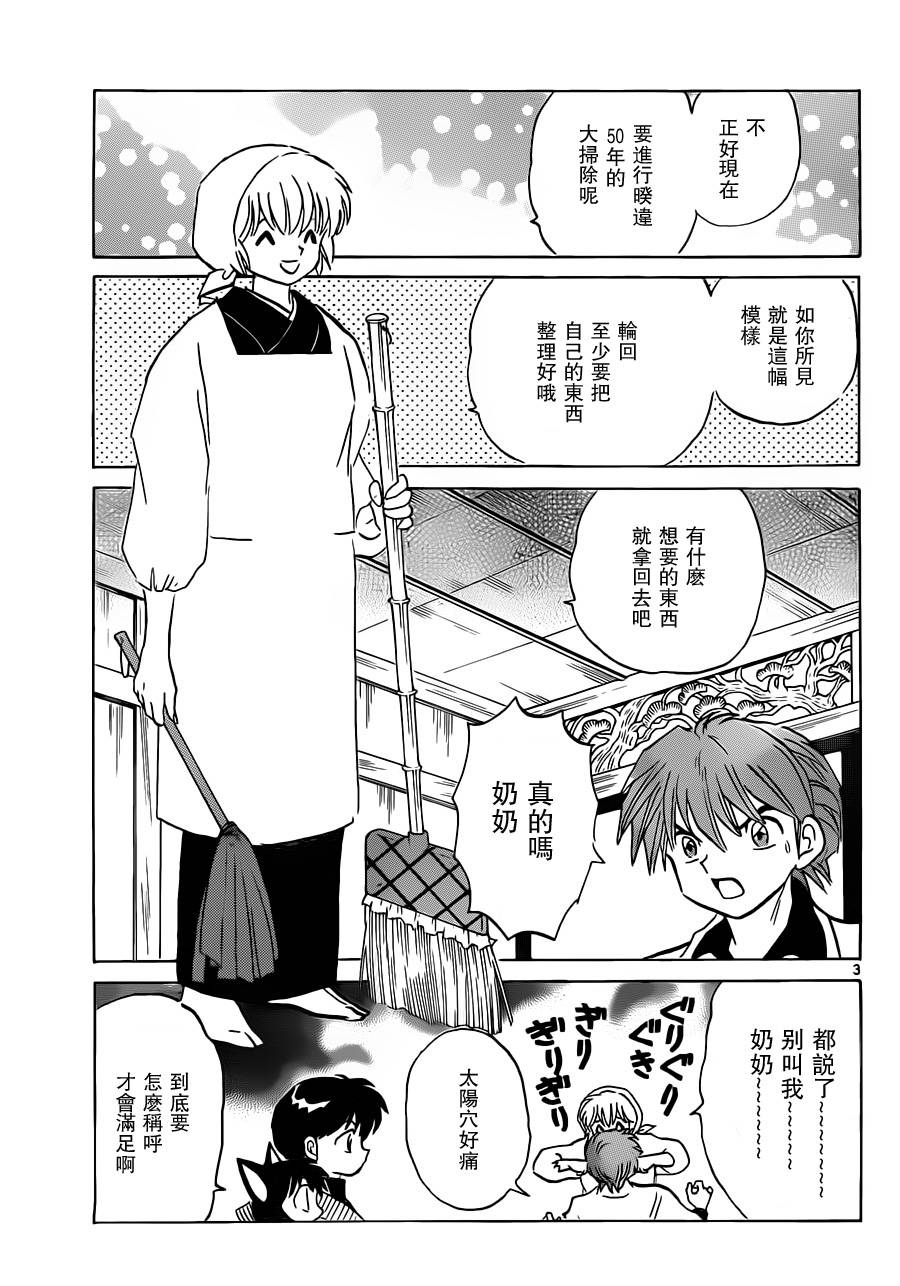 不
正好現在
要進行暌違
50年的
大掃除呢
如你所見
就是這幅
模樣
輪回
至少要把
自己的東西
整理好哦
有什麽
想要的東西
就拿回去吧
真的嗎
奶奶
3
都説了~~~~~~~
别叫我~~~~~
奶奶~~~~~~
ぐりぐり
ぐき
ぎり
ぎりぎり
太陽穴好痛
到底要
怎麽稱呼
才會滿足啊